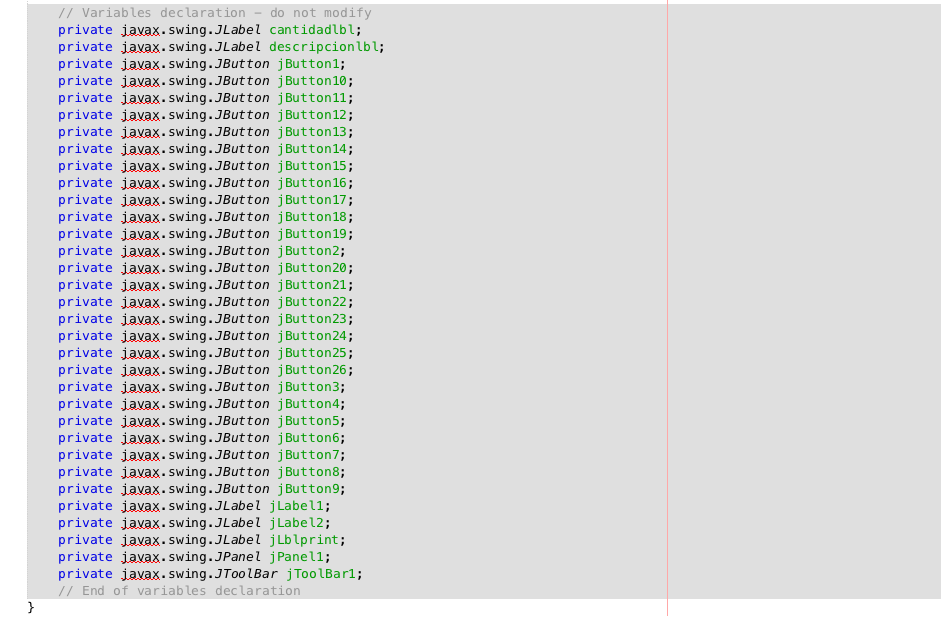 // Variables declaration - do not modify
private javax.swing.JLabel cantidadlbl;
private javax.swing.JLabel descripcionlbl;
private javax.swing.JButton jButton1;
private javax.swing.JButton jButton10;
private javax.swing.JButton jButton11;
private javax.swing.JButton jButton12;
private javax.swing.JButton jButton13;
private javax.swing.JButton jButton14;
private javax.swing.JButton jButton15;
private javax.swing.JButton jButton16;
private javax.swing.JButton jButton17;
private javax.swing.JButton jButton18;
private javax.swing.JButton jButton19;
private javax.swing.JButton jButton2;
private javax.swing.JButton jButton20;
private javax.swing.JButton jButton21;
private javax.swing.JButton jButton22;
private javax.swing.JButton jButton23;
private javax.swing.JButton jButton24;
private javax.swing.JButton jButton25;
private javax.swing.JButton jButton26;
private javax.swing.JButton jButton3;
private javax.swing.JButton jButton4;
private javax.swing.JButton jButton5;
private javax.swing.JButton jButton6;
private javax.swing.JButton jButton7;
private javax.swing.JButton jButton8;
private javax.swing.JButton jButton9;
private javax.swing.JLabel jLabel1;
private javax.swing.JLabel jLabel2;
private javax.swing.JLabel jLblprint;
private javax.swing.JPanel jPanel1;
private javax.swing.JToolBar jToolBar1;
// End of variables declaration
}